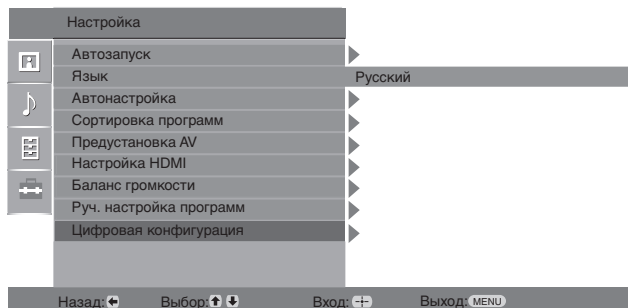 Настройка
Автозапуск
Язык Русский
Автонастройка
Сортировка программ
Предустановка AV
Настройка HDMI
Баланс громкости
Руч. настройка программ
Цифровая конфигурация
Назад: Выбор: Вход: Выход: MENU